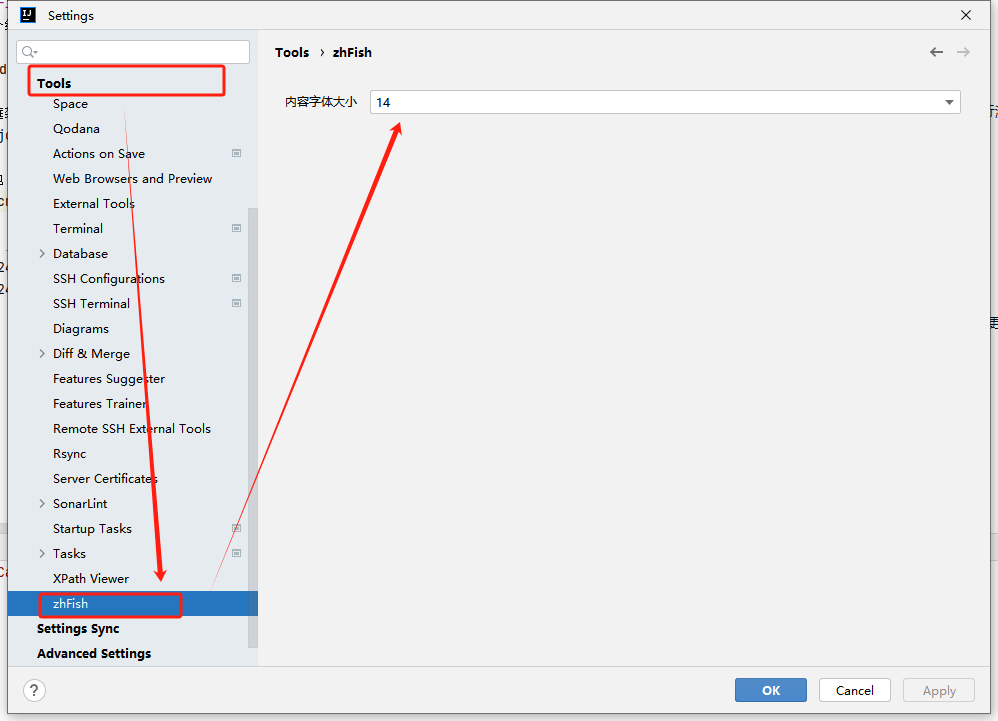 Settings
Tools › zhFish
Tools
Space
Qodana
Actions on Save
Web Browsers and Preview
External Tools
Terminal
Database
SSH Configurations
SSH Terminal
Diagrams
Diff & Merge
Features Suggester
Features Trainer
Remote SSH External Tools
Rsync
Server Certificates
SonarLint
Startup Tasks
Tasks
XPath Viewer
zhFish
Settings Sync
Advanced Settings
内容字体大小 14
?
OK Cancel Apply